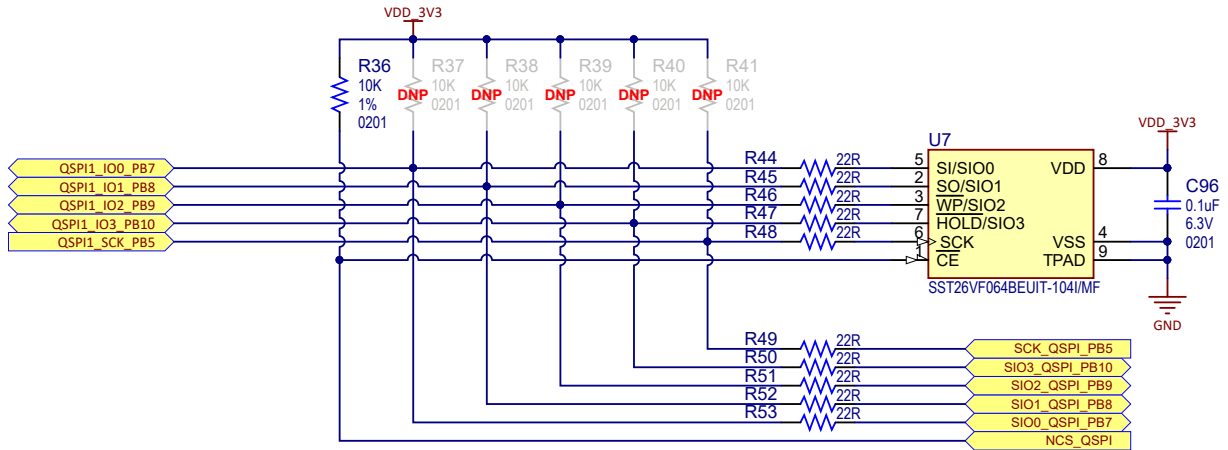 VDD_3V3
R36
10K
1%
0201
R37
10K
DNP
0201
R38
10K
DNP
0201
R39
10K
DNP
0201
R40
10K
DNP
0201
R41
10K
DNP
0201
QSPI1_IO0_PB7
QSPI1_IO1_PB8
QSPI1_IO2_PB9
QSPI1_IO3_PB10
QSPI1_SCK_PB5
R44 22R
R45 22R
R46 22R
R47 22R
R48 22R
U7
5 SI/SIO0 VDD 8
2 SO/SIO1
3 WP/SIO2
7 HOLD/SIO3
6 SCK VSS 4
1 CE TPAD 9
SST26VF064BEUIT-104I/MF
VDD_3V3
C96
0.1uF
6.3V
0201
GND
R49 22R SCK_QSPI_PB5
R50 22R SIO3_QSPI_PB10
R51 22R SIO2_QSPI_PB9
R52 22R SIO1_QSPI_PB8
R53 22R SIO0_QSPI_PB7
NCS_QSPI